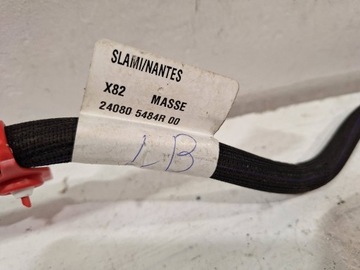 SLAMI/NANTES
X82 MASSE
24080 5484R 00
LB